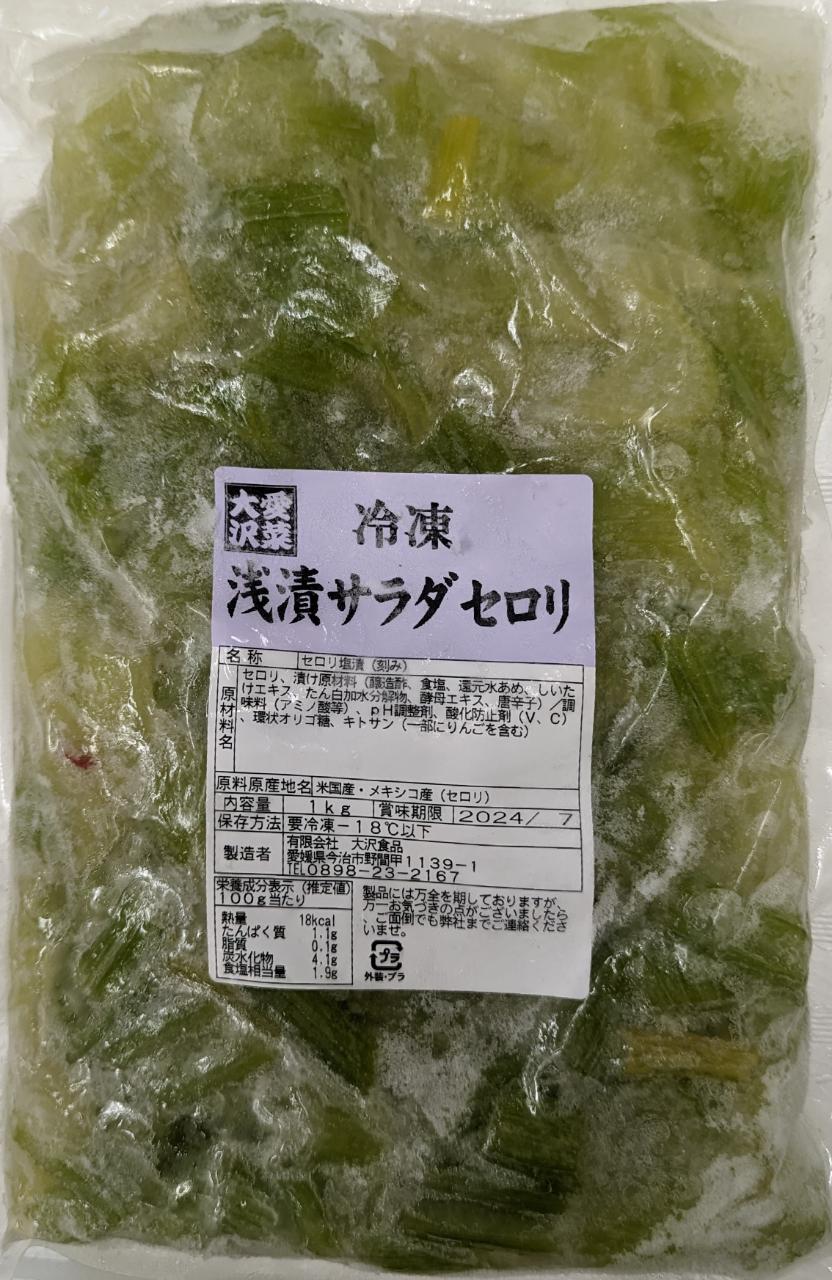 愛菜
大沢
冷凍
浅漬サラダセロリ
名称 セロリ塩漬（刻み）
原材料名 セロリ、漬け原材料（醸造酢、食塩、還元水あめ、しいた
けエキス、たん白加水分解物、酵母エキス、唐辛子）／調
味料（アミノ酸等）、ｐＨ調整剤、酸化防止剤（Ｖ、Ｃ）
、環状オリゴ糖、キトサン（一部にりんごを含む）
原料原産地名 米国産・メキシコ産（セロリ）
内容量 1kg 賞味期限 2024/ 7
保存方法 要冷凍－18℃以下
製造者 有限会社 大沢食品
愛媛県今治市野間甲1139-1
TEL0898-23-2167
栄養成分表示（推定値）
100g当たり
熱量 18kcal
たんぱく質 1.1g
脂質 0.1g
炭水化物 4.1g
食塩相当量 1.9g
製品には万全を期しておりますが、
万一お気づきの点がございましたら
、ご面倒でも弊社までご連絡くださ
いませ。
プラ
外装・プラ